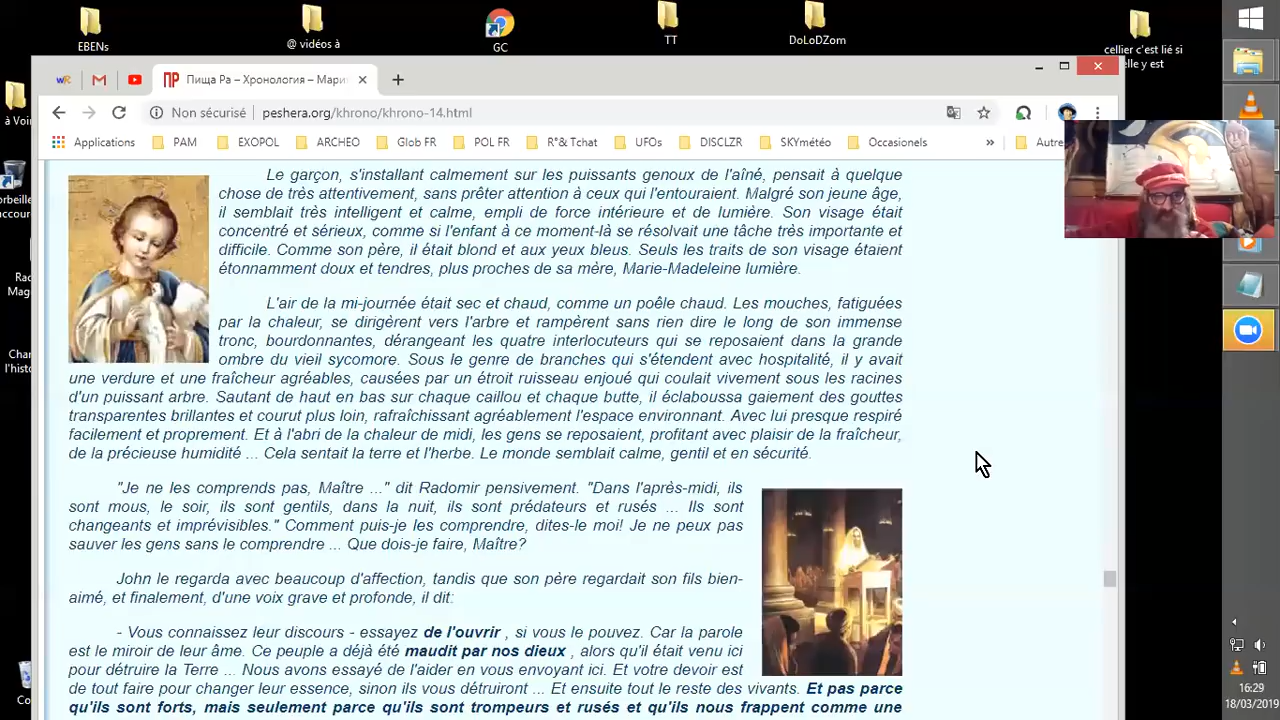 EBENs
@ vidéos à
GC
TT
DoLoDZom
cellier c'est lié si
elle y est
Пища Ра – Хронология – Мари
Non sécurisé
peshera.org/khrono/khrono-14.html
Applications
PAM
EXOPOL
ARCHEO
Glob FR
POL FR
R°& Tchat
UFOs
DISCLZR
SKYmétéo
Occasionels
»
Autre
à Voir
Le garçon, s'installant calmement sur les puissants genoux de l'aîné, pensait à quelque
chose de très attentivement, sans prêter attention à ceux qui l'entouraient. Malgré son jeune âge,
il semblait très intelligent et calme, empli de force intérieure et de lumière. Son visage était
concentré et sérieux, comme si l'enfant à ce moment-là se résolvait une tâche très importante et
difficile. Comme son père, il était blond et aux yeux bleus. Seuls les traits de son visage étaient
étonnamment doux et tendres, plus proches de sa mère, Marie-Madeleine lumière.
L'air de la mi-journée était sec et chaud, comme un poêle chaud. Les mouches, fatiguées
par la chaleur, se dirigèrent vers l'arbre et rampèrent sans rien dire le long de son immense
tronc, bourdonnantes, dérangeant les quatre interlocuteurs qui se reposaient dans la grande
ombre du vieil sycomore. Sous le genre de branches qui s'étendent avec hospitalité, il y avait
une verdure et une fraîcheur agréables, causées par un étroit ruisseau enjoué qui coulait vivement sous les racines
d'un puissant arbre. Sautant de haut en bas sur chaque caillou et chaque butte, il éclaboussa gaiement des gouttes
transparentes brillantes et courut plus loin, rafraîchissant agréablement l'espace environnant. Avec lui presque respiré
facilement et proprement. Et à l'abri de la chaleur de midi, les gens se reposaient, profitant avec plaisir de la fraîcheur,
de la précieuse humidité ... Cela sentait la terre et l'herbe. Le monde semblait calme, gentil et en sécurité.
"Je ne les comprends pas, Maître ..." dit Radomir pensivement. "Dans l'après-midi, ils
sont mous, le soir, ils sont gentils, dans la nuit, ils sont prédateurs et rusés ... Ils sont
changeants et imprévisibles." Comment puis-je les comprendre, dites-le moi! Je ne peux pas
sauver les gens sans le comprendre ... Que dois-je faire, Maître?
John le regarda avec beaucoup d'affection, tandis que son père regardait son fils bien-
aimé, et finalement, d'une voix grave et profonde, il dit:
- Vous connaissez leur discours - essayez de l'ouvrir , si vous le pouvez. Car la parole
est le miroir de leur âme. Ce peuple a déjà été maudit par nos dieux , alors qu'il était venu ici
pour détruire la Terre ... Nous avons essayé de l'aider en vous envoyant ici. Et votre devoir est
de tout faire pour changer leur essence, sinon ils vous détruiront ... Et ensuite tout le reste des vivants. Et pas parce
qu'ils sont forts, mais seulement parce qu'ils sont trompeurs et rusés et qu'ils nous frappent comme une
16:29
18/03/2019